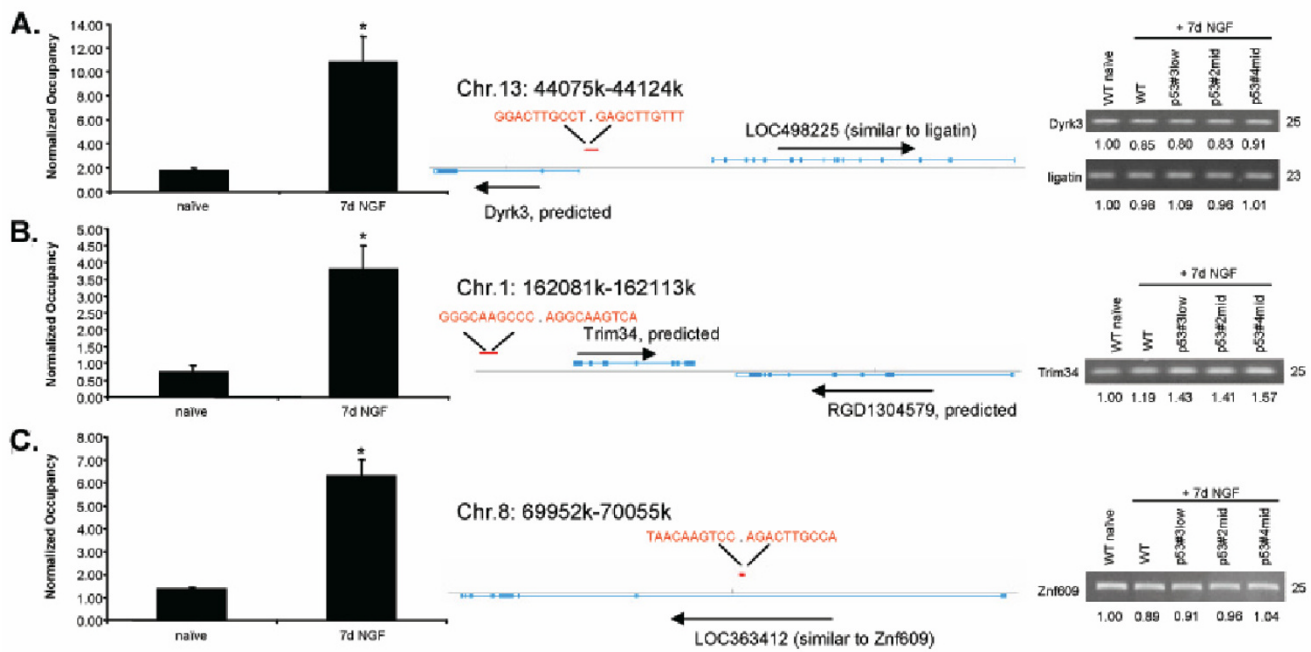 A.
Normalized Occupancy
14.00
12.00
10.00
8.00
6.00
4.00
2.00
0.00
*
naïve
7d NGF
Chr.13: 44075k-44124k
GGACTTGCCT . GAGCTTGTTT
LOC498225 (similar to ligatin)
Dyrk3, predicted
+ 7d NGF
WT naïve
WT
p53#3low
p53#2mid
p53#4mid
Dyrk3
25
1.00 0.85 0.80 0.83 0.91
ligatin
23
1.00 0.98 1.09 0.96 1.01
B.
Normalized Occupancy
5.00
4.50
4.00
3.50
3.00
2.50
2.00
1.50
1.00
0.50
0.00
*
naïve
7d NGF
Chr.1: 162081k-162113k
GGGCAAGCCC . AGGCAAGTCA
Trim34, predicted
RGD1304579, predicted
+ 7d NGF
WT naïve
WT
p53#3low
p53#2mid
p53#4mid
Trim34
25
1.00 1.19 1.43 1.41 1.57
C.
Normalized Occupancy
8.00
7.00
6.00
5.00
4.00
3.00
2.00
1.00
0.00
*
naïve
7d NGF
Chr.8: 69952k-70055k
TAACAAGTCC . AGACTTGCCA
LOC363412 (similar to Znf609)
+ 7d NGF
WT naïve
WT
p53#3low
p53#2mid
p53#4mid
Znf609
25
1.00 0.89 0.91 0.96 1.04